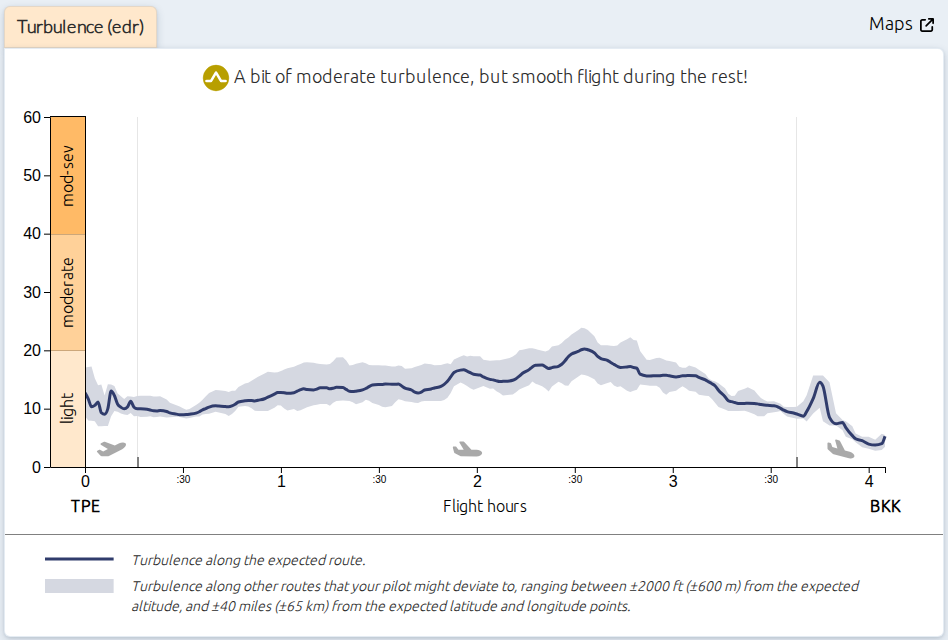 Turbulence (edr)
Maps
A bit of moderate turbulence, but smooth flight during the rest!
60
50
40
30
20
10
0
mod-sev
moderate
light
0 :30 1 :30 2 :30 3 :30 4
TPE Flight hours BKK
Turbulence along the expected route.
Turbulence along other routes that your pilot might deviate to, ranging between ±2000 ft (±600 m) from the expected
altitude, and ±40 miles (±65 km) from the expected latitude and longitude points.